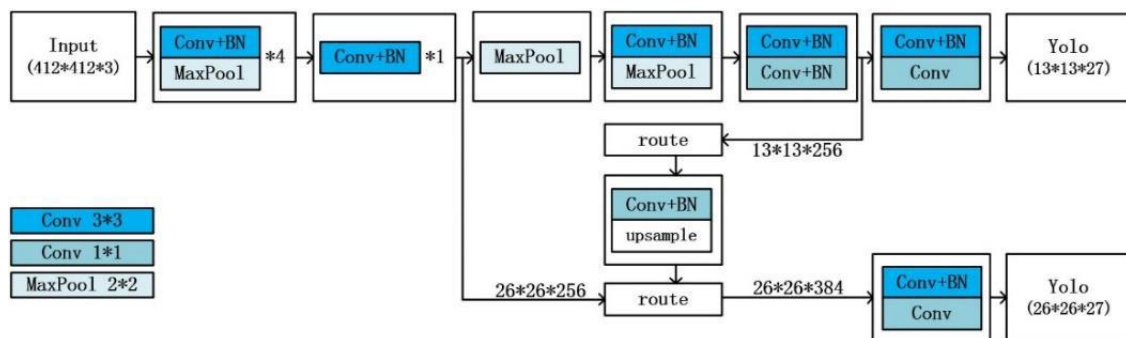 Input
(412*412*3)
Conv+BN
MaxPool
*4
Conv+BN
*1
MaxPool
Conv+BN
MaxPool
Conv+BN
Conv+BN
Conv+BN
Conv
Yolo
(13*13*27)
route
13*13*256
Conv+BN
upsample
Conv 3*3
Conv 1*1
MaxPool 2*2
26*26*256
route
26*26*384
Conv+BN
Conv
Yolo
(26*26*27)